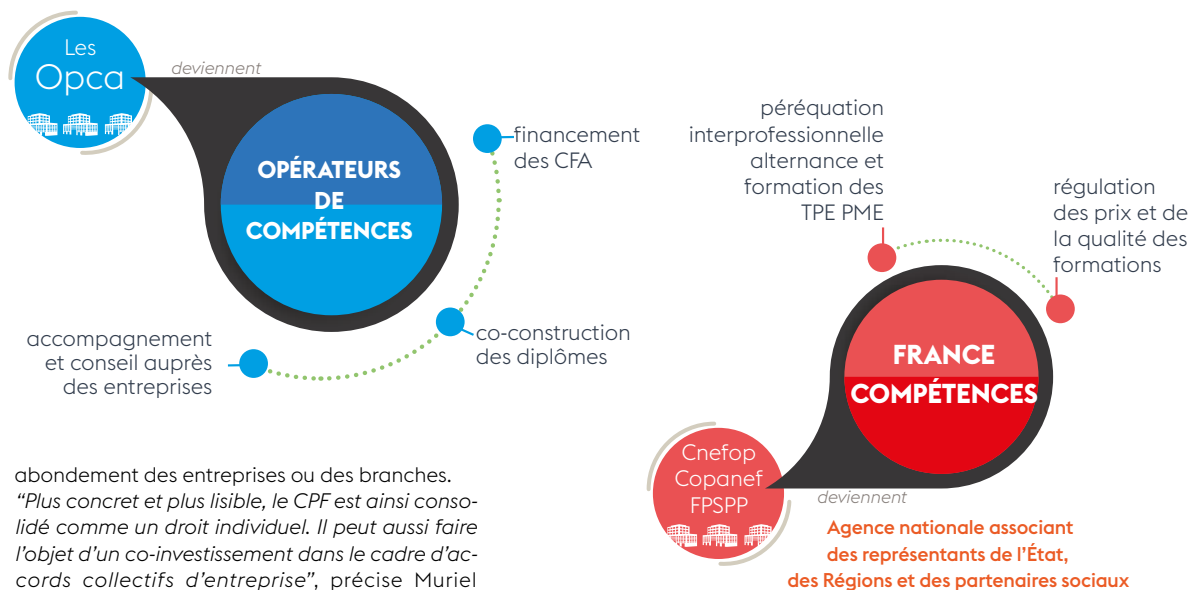 Les
Opca
deviennent
OPÉRATEURS
DE
COMPÉTENCES
financement
des CFA
co-construction
des diplômes
accompagnement
et conseil auprès
des entreprises
péréquation
interprofessionnelle
alternance et
formation des
TPE PME
régulation
des prix et de
la qualité des
formations
FRANCE
COMPÉTENCES
Cnefop
Copanef
FPSPP
deviennent
Agence nationale associant
des représentants de l’État,
des Régions et des partenaires sociaux
abondement des entreprises ou des branches.
“Plus concret et plus lisible, le CPF est ainsi conso-
lidé comme un droit individuel. Il peut aussi faire
l’objet d’un co-investissement dans le cadre d’ac-
cords collectifs d’entreprise”, précise Muriel